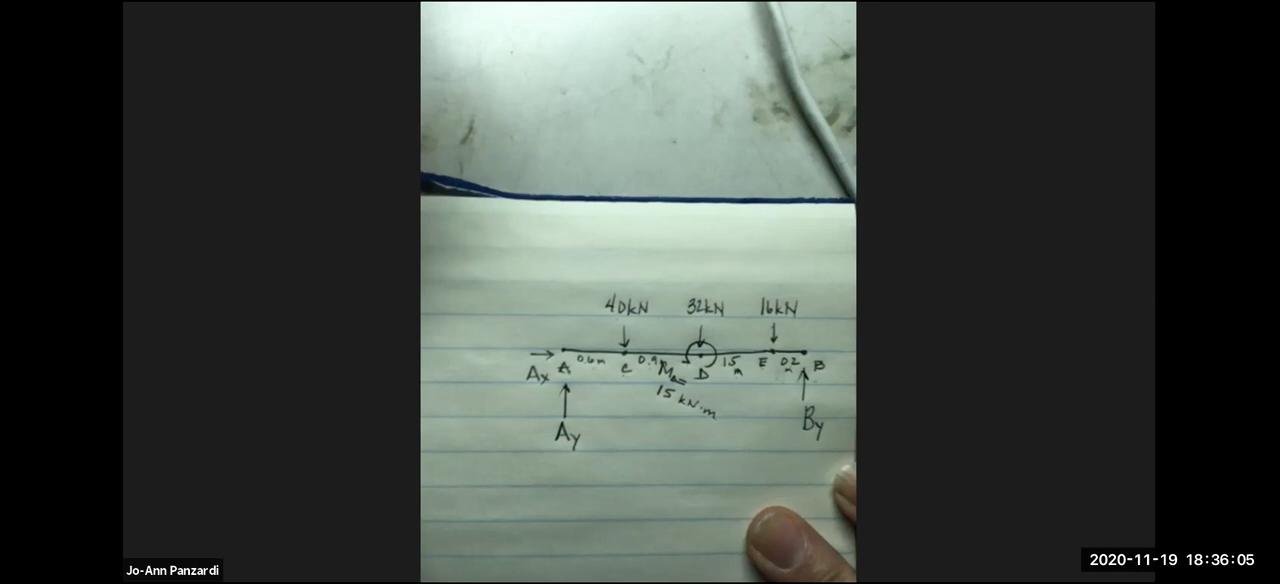 40kN 32kN 16kN
Ax A 0.6m C 0.9 D 1.5 m E 0.2 m B
15 kN·m
Ay By
Jo-Ann Panzardi
2020-11-19 18:36:05